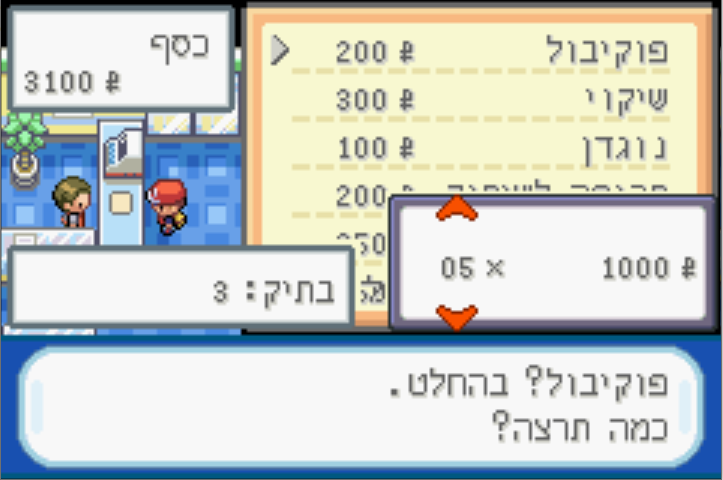 כסף
3100 ₽
פוקיבול 200 ₽
שיקוי 300 ₽
נוגדן 100 ₽
200
1000 ₽ × 05
בתיק: 3
פוקיבול? בהחלט.
כמה תרצה?